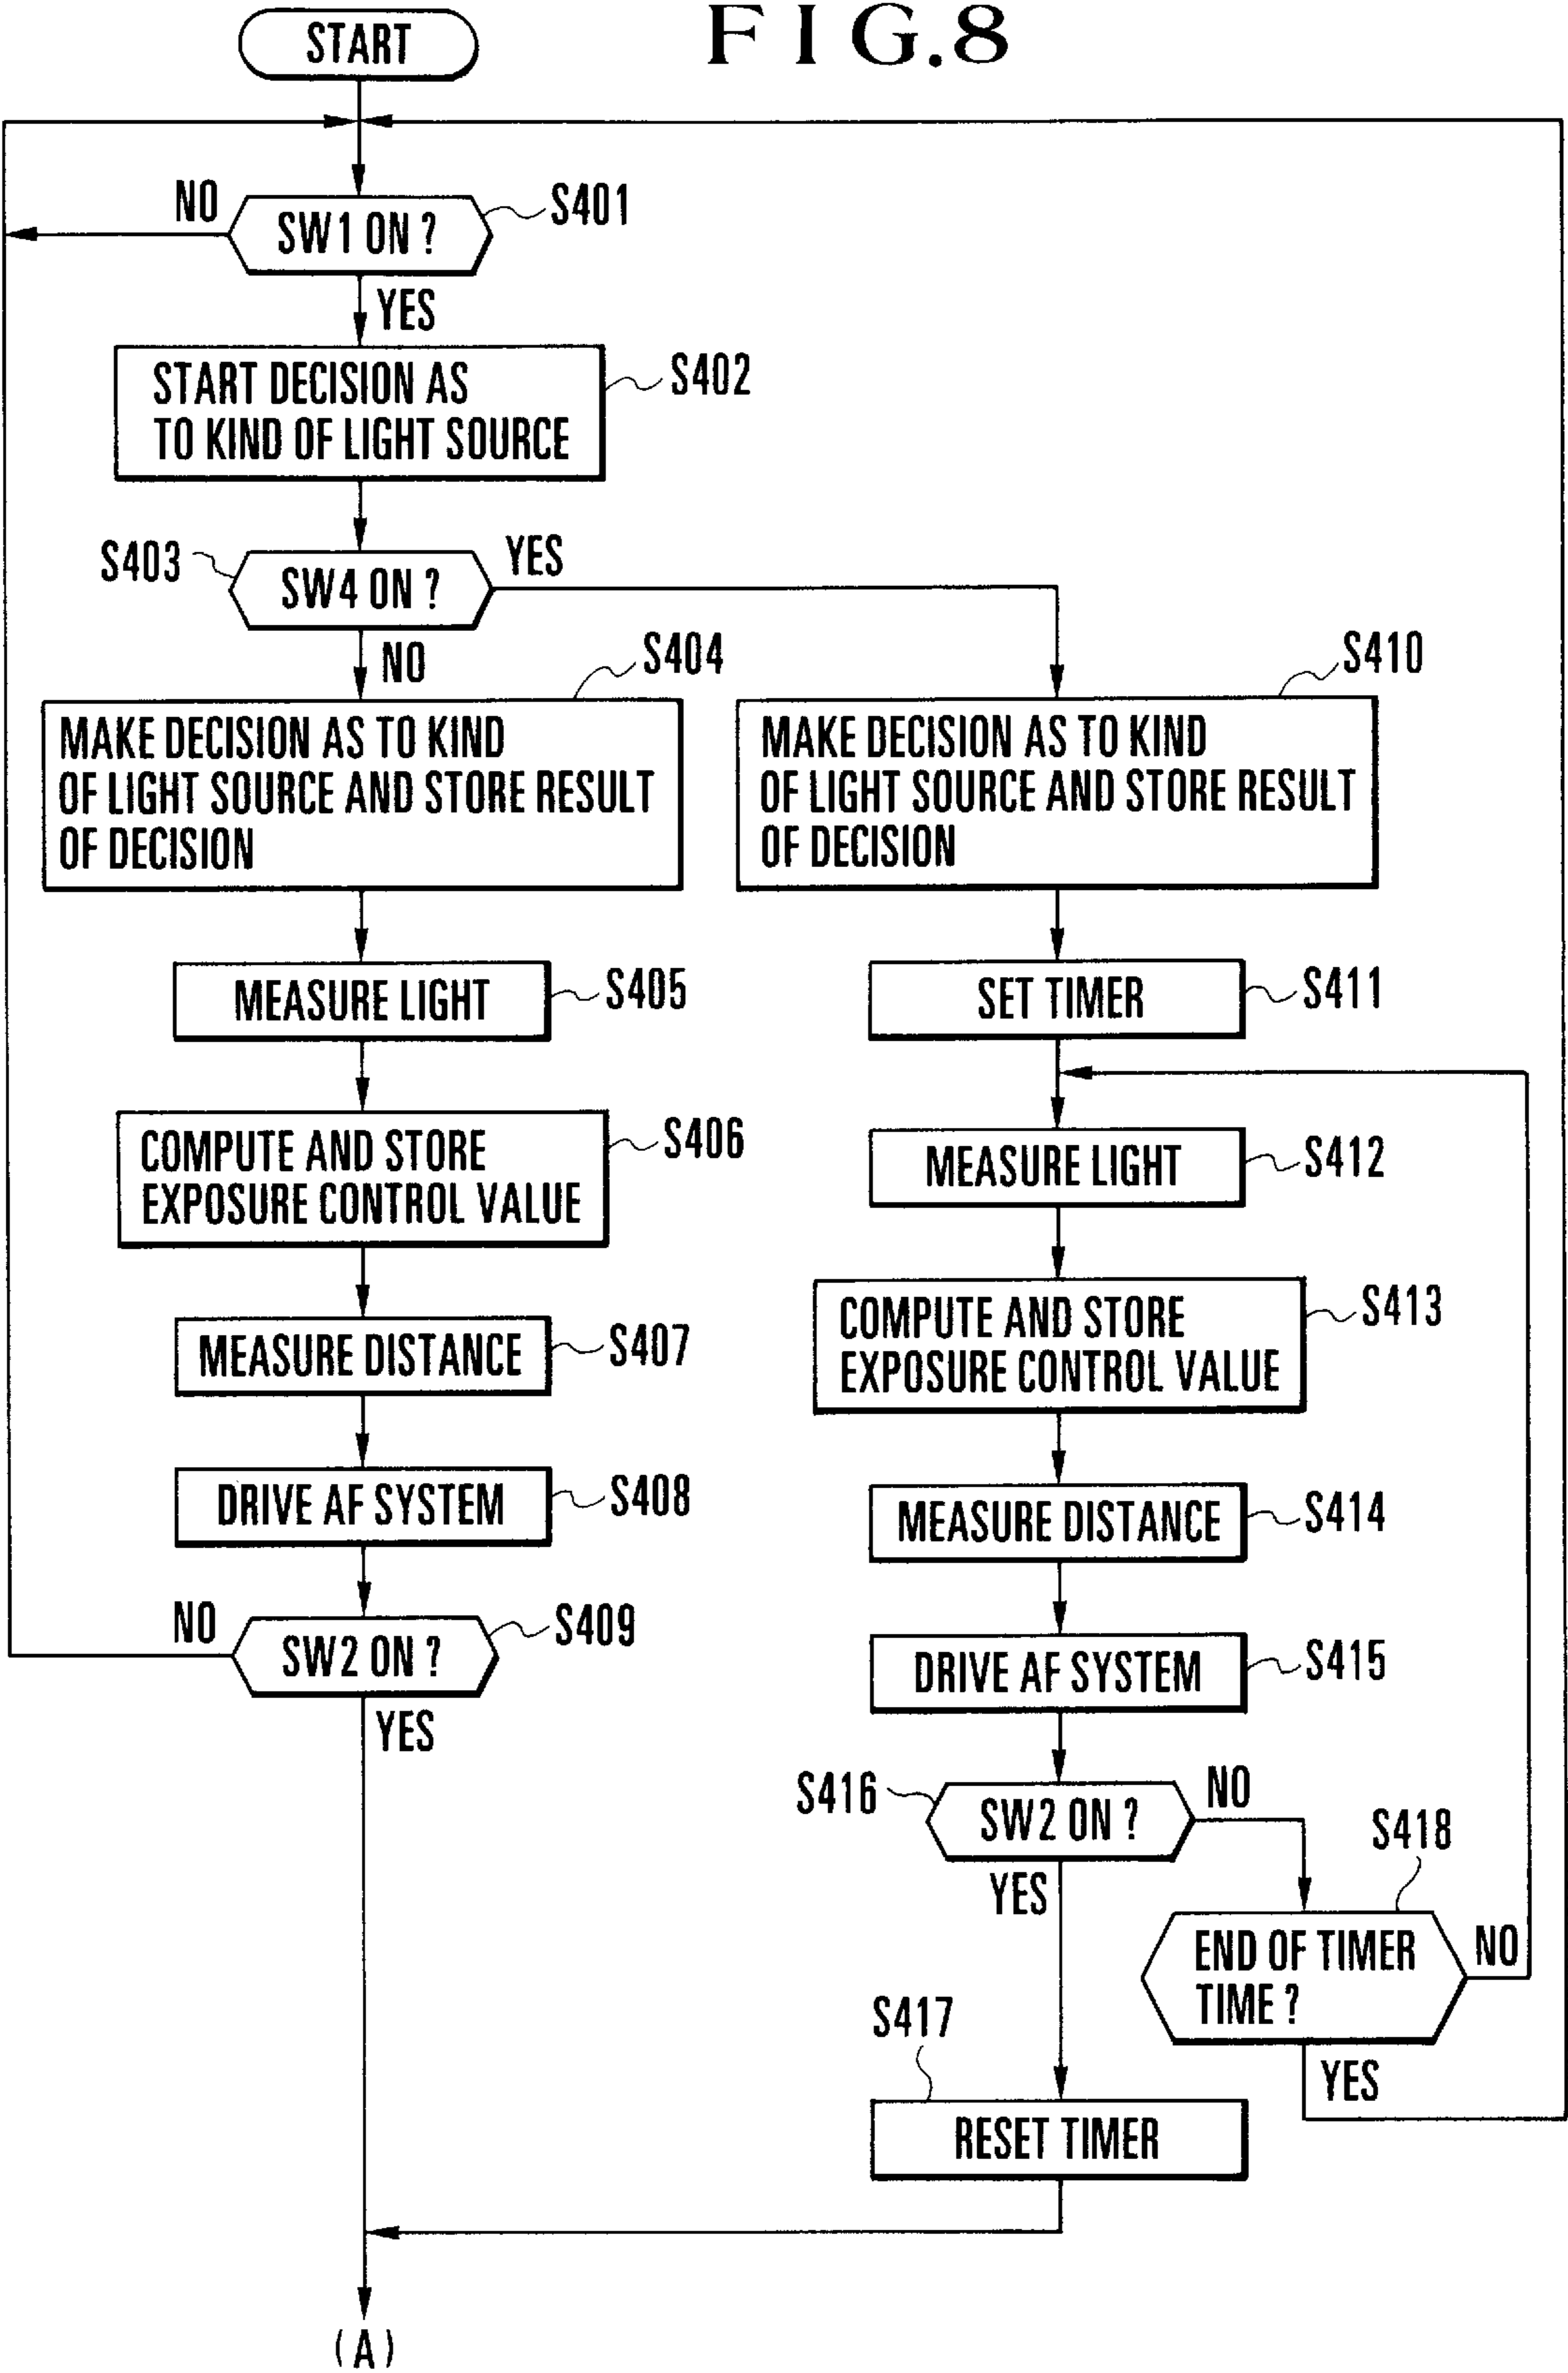 FIG.8
START
NO
SW1 ON ?
S401
YES
START DECISION AS
TO KIND OF LIGHT SOURCE
S402
S403
SW4 ON ?
YES
NO
S404
MAKE DECISION AS TO KIND
OF LIGHT SOURCE AND STORE RESULT
OF DECISION
MEASURE LIGHT
S405
COMPUTE AND STORE
EXPOSURE CONTROL VALUE
S406
MEASURE DISTANCE
S407
DRIVE AF SYSTEM
S408
NO
SW2 ON ?
S409
YES
S410
MAKE DECISION AS TO KIND
OF LIGHT SOURCE AND STORE RESULT
OF DECISION
SET TIMER
S411
MEASURE LIGHT
S412
COMPUTE AND STORE
EXPOSURE CONTROL VALUE
S413
MEASURE DISTANCE
S414
DRIVE AF SYSTEM
S415
S416
SW2 ON ?
NO
YES
S418
END OF TIMER
TIME ?
NO
YES
S417
RESET TIMER
(A)